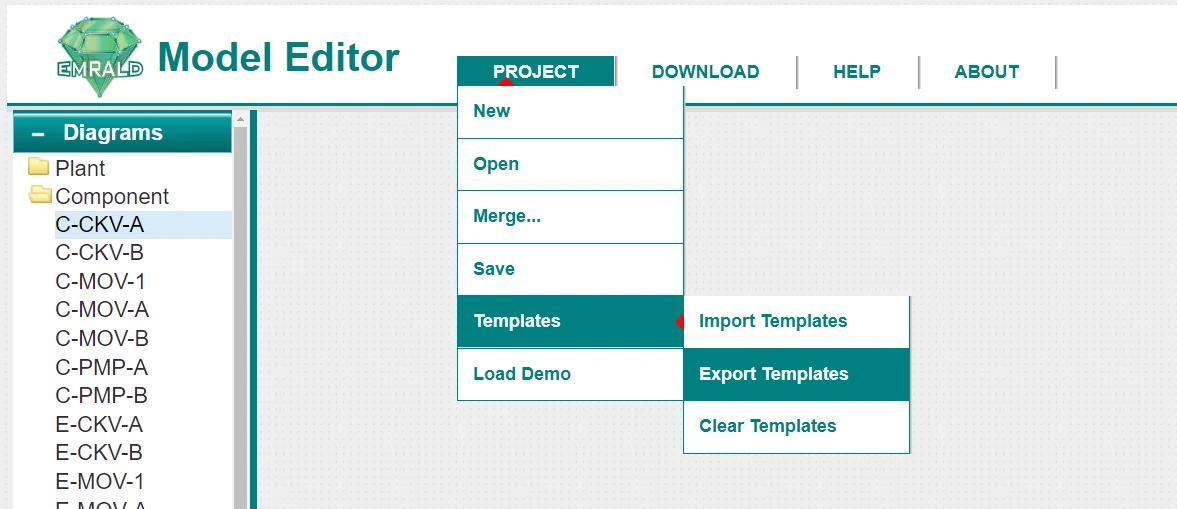 EMRALD
Model Editor
PROJECT DOWNLOAD HELP ABOUT
New
Open
Merge...
Save
Templates
Load Demo
Import Templates
Export Templates
Clear Templates
– Diagrams
Plant
Component
C-CKV-A
C-CKV-B
C-MOV-1
C-MOV-A
C-MOV-B
C-PMP-A
C-PMP-B
E-CKV-A
E-CKV-B
E-MOV-1
E-MOV-A